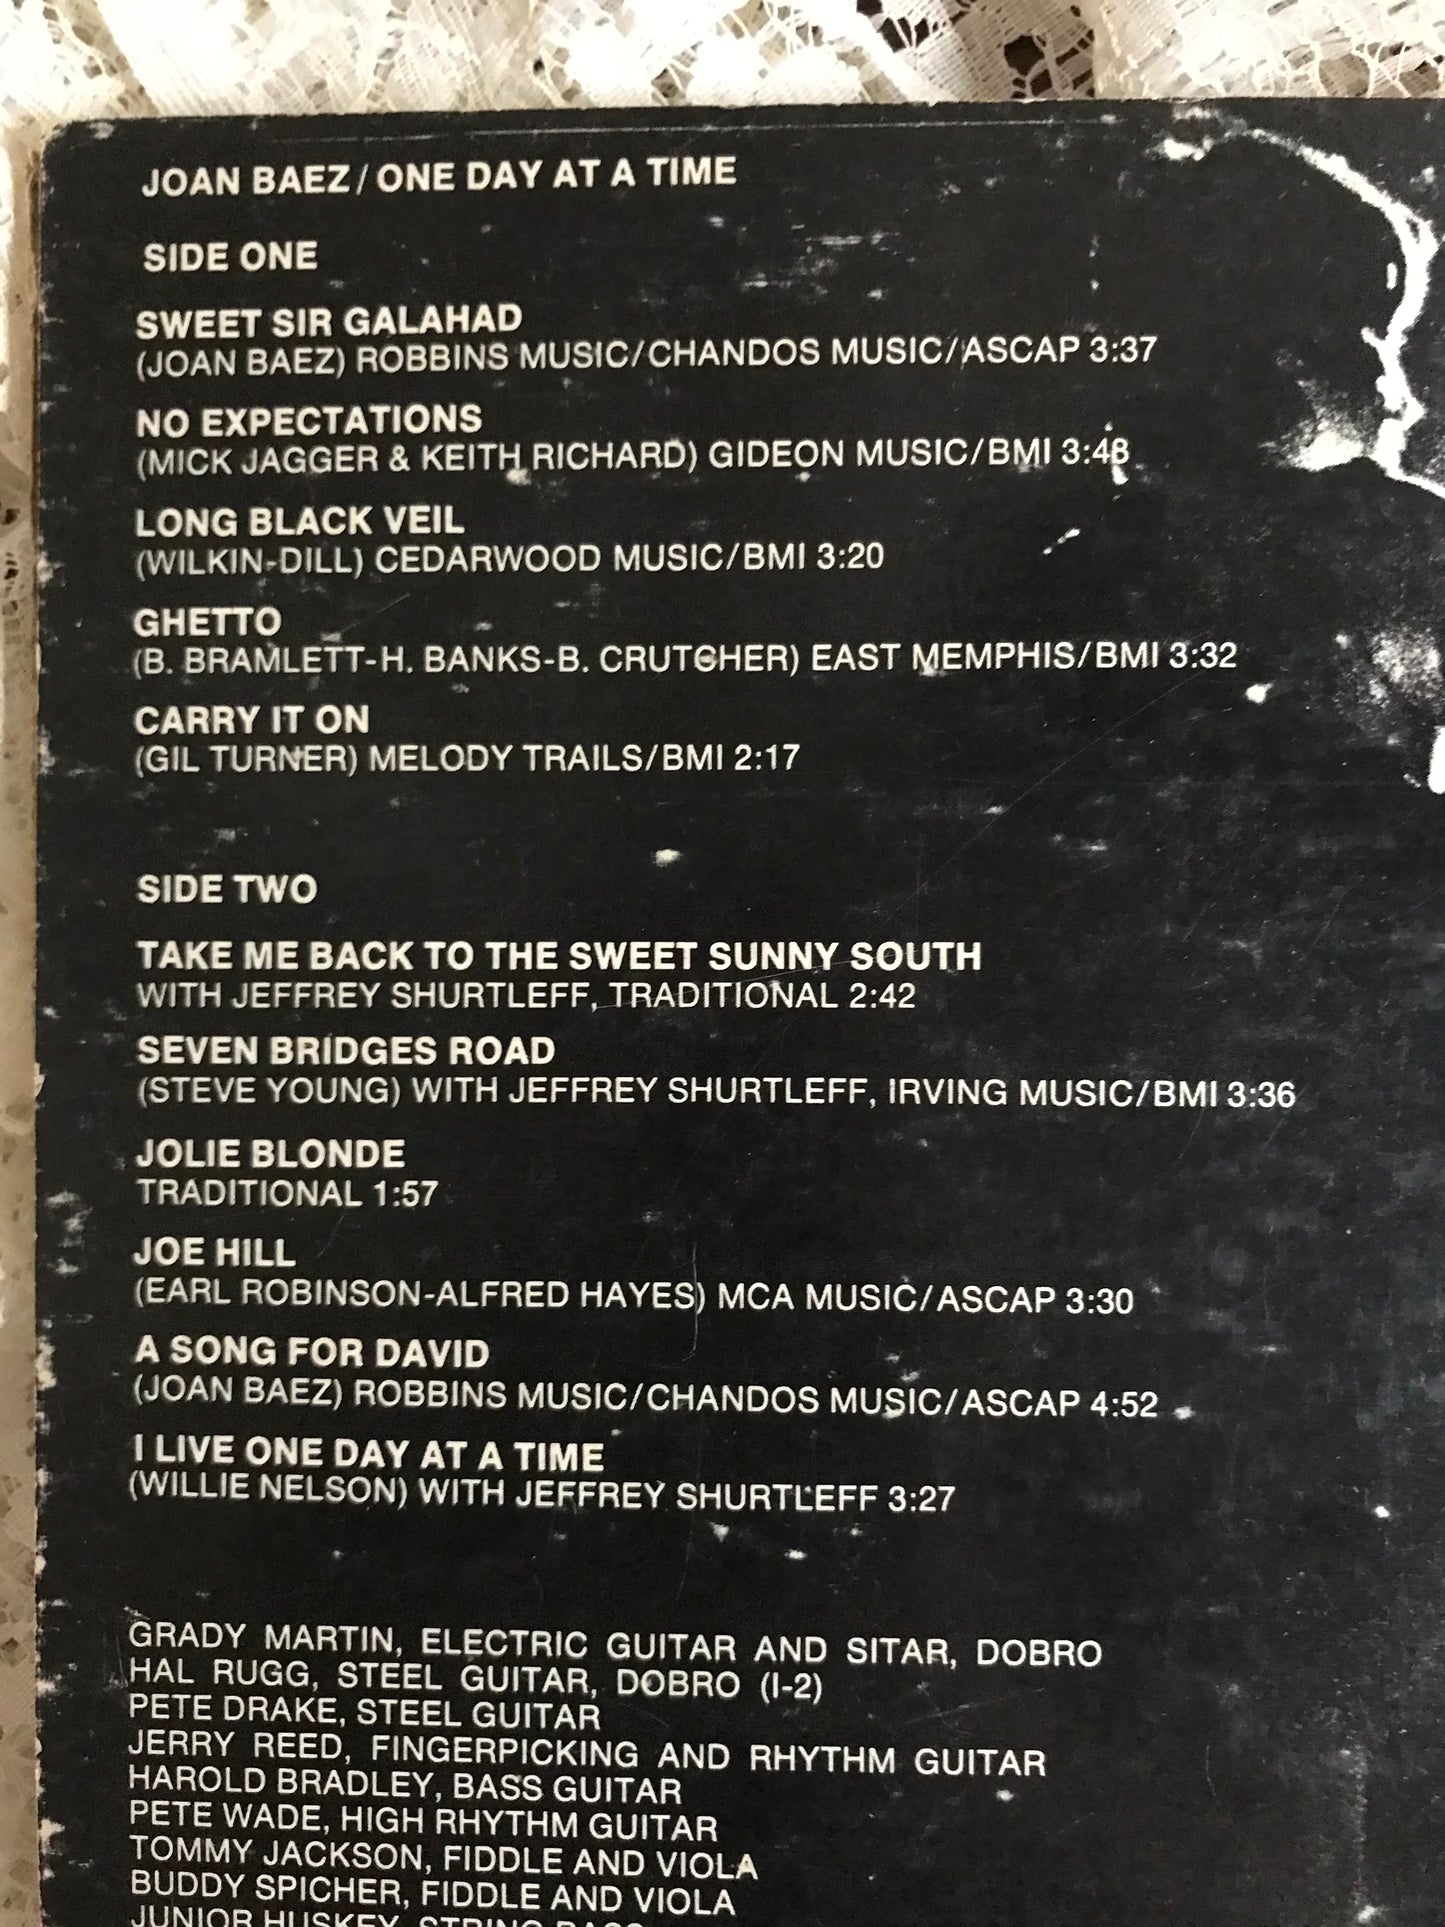 JOAN BAEZ / ONE DAY AT A TIME
SIDE ONE
SWEET SIR GALAHAD
(JOAN BAEZ) ROBBINS MUSIC/CHANDOS MUSIC/ASCAP 3:37
NO EXPECTATIONS
(MICK JAGGER & KEITH RICHARD) GIDEON MUSIC/BMI 3:48
LONG BLACK VEIL
(WILKIN-DILL) CEDARWOOD MUSIC/BMI 3:20
GHETTO
(B. BRAMLETT-H. BANKS-B. CRUTCHER) EAST MEMPHIS/BMI 3:32
CARRY IT ON
(GIL TURNER) MELODY TRAILS/BMI 2:17
SIDE TWO
TAKE ME BACK TO THE SWEET SUNNY SOUTH
WITH JEFFREY SHURTLEFF, TRADITIONAL 2:42
SEVEN BRIDGES ROAD
(STEVE YOUNG) WITH JEFFREY SHURTLEFF, IRVING MUSIC/BMI 3:36
JOLIE BLONDE
TRADITIONAL 1:57
JOE HILL
(EARL ROBINSON-ALFRED HAYES) MCA MUSIC/ASCAP 3:30
A SONG FOR DAVID
(JOAN BAEZ) ROBBINS MUSIC/CHANDOS MUSIC/ASCAP 4:52
I LIVE ONE DAY AT A TIME
(WILLIE NELSON) WITH JEFFREY SHURTLEFF 3:27
GRADY MARTIN, ELECTRIC GUITAR AND SITAR, DOBRO
HAL RUGG, STEEL GUITAR, DOBRO (I-2)
PETE DRAKE, STEEL GUITAR
JERRY REED, FINGERPICKING AND RHYTHM GUITAR
HAROLD BRADLEY, BASS GUITAR
PETE WADE, HIGH RHYTHM GUITAR
TOMMY JACKSON, FIDDLE AND VIOLA
BUDDY SPICHER, FIDDLE AND VIOLA
JUNIOR HUSKEY, STRING BASS